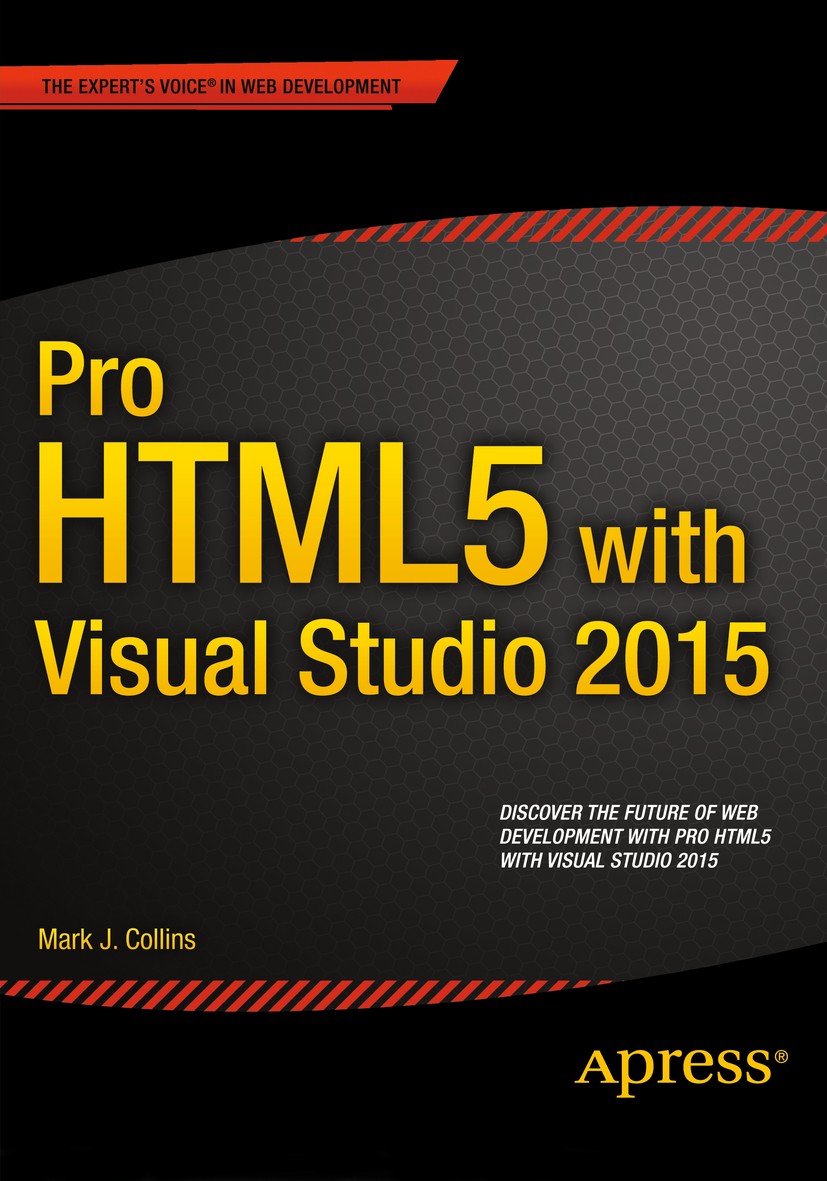 THE EXPERT'S VOICE® IN WEB DEVELOPMENT
Pro
HTML5 with
Visual Studio 2015
DISCOVER THE FUTURE OF WEB
DEVELOPMENT WITH PRO HTML5
WITH VISUAL STUDIO 2015
Mark J. Collins
Apress®